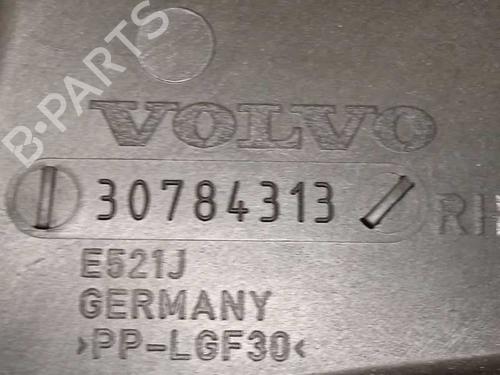 B-PARTS
VOLVO
30784313 RH
E521J
GERMANY
>PP-LGF30<